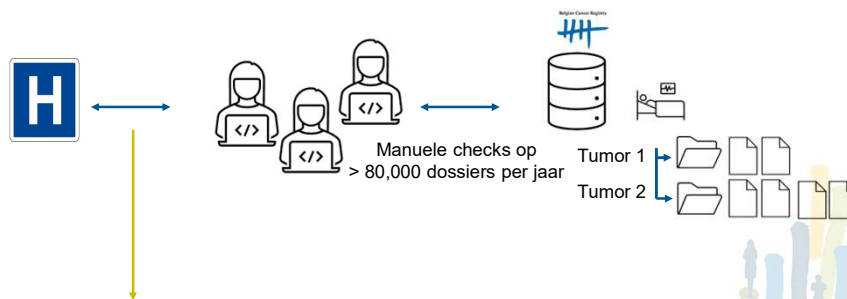 Belgian Cancer Registry
H
</>
</>
</>
Manuele checks op
> 80,000 dossiers per jaar
Tumor 1
Tumor 2